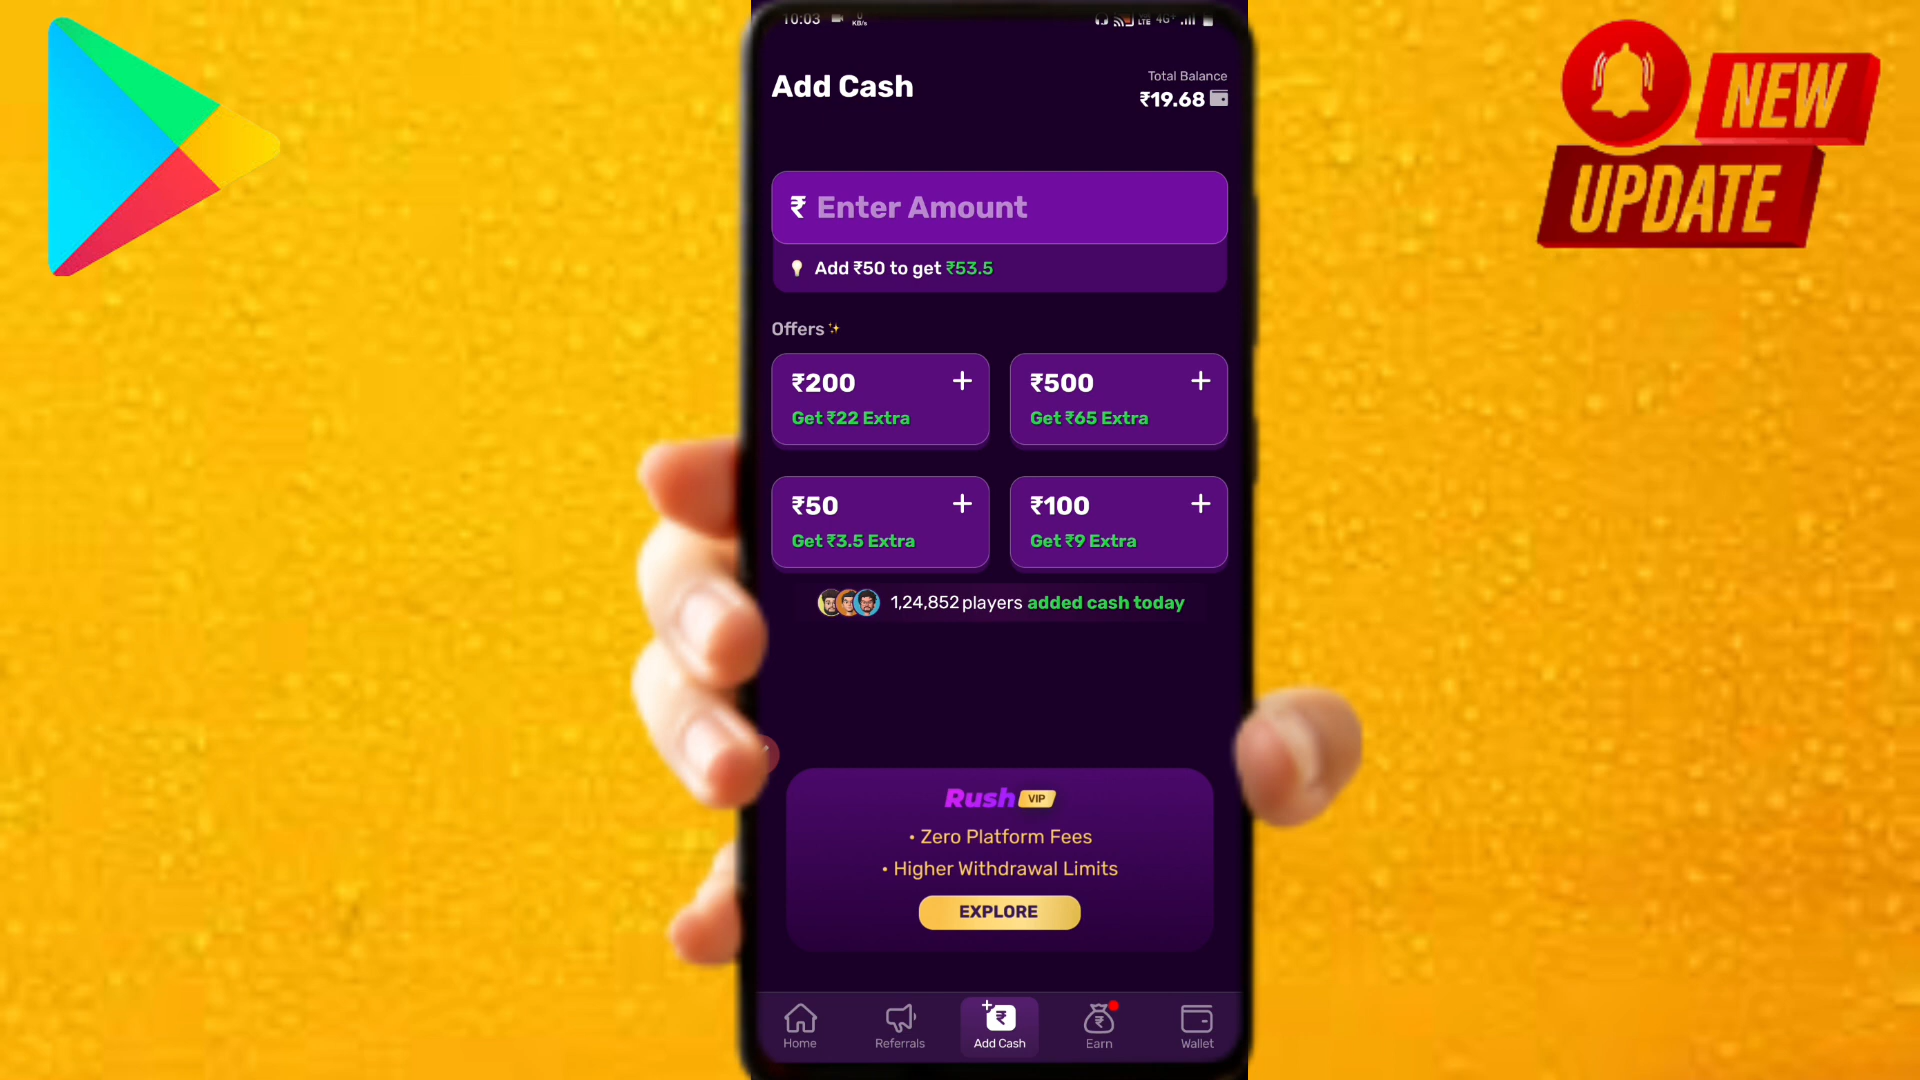 NEW
UPDATE
10:03
KB/s
LTE 4G+
Add Cash
Total Balance
₹19.68
₹ Enter Amount
Add ₹50 to get ₹53.5
Offers
₹200 +
Get ₹22 Extra
₹500 +
Get ₹65 Extra
₹50 +
Get ₹3.5 Extra
₹100 +
Get ₹9 Extra
1,24,852 players added cash today
Rush VIP
• Zero Platform Fees
• Higher Withdrawal Limits
EXPLORE
Home
Referrals
Add Cash
Earn
Wallet